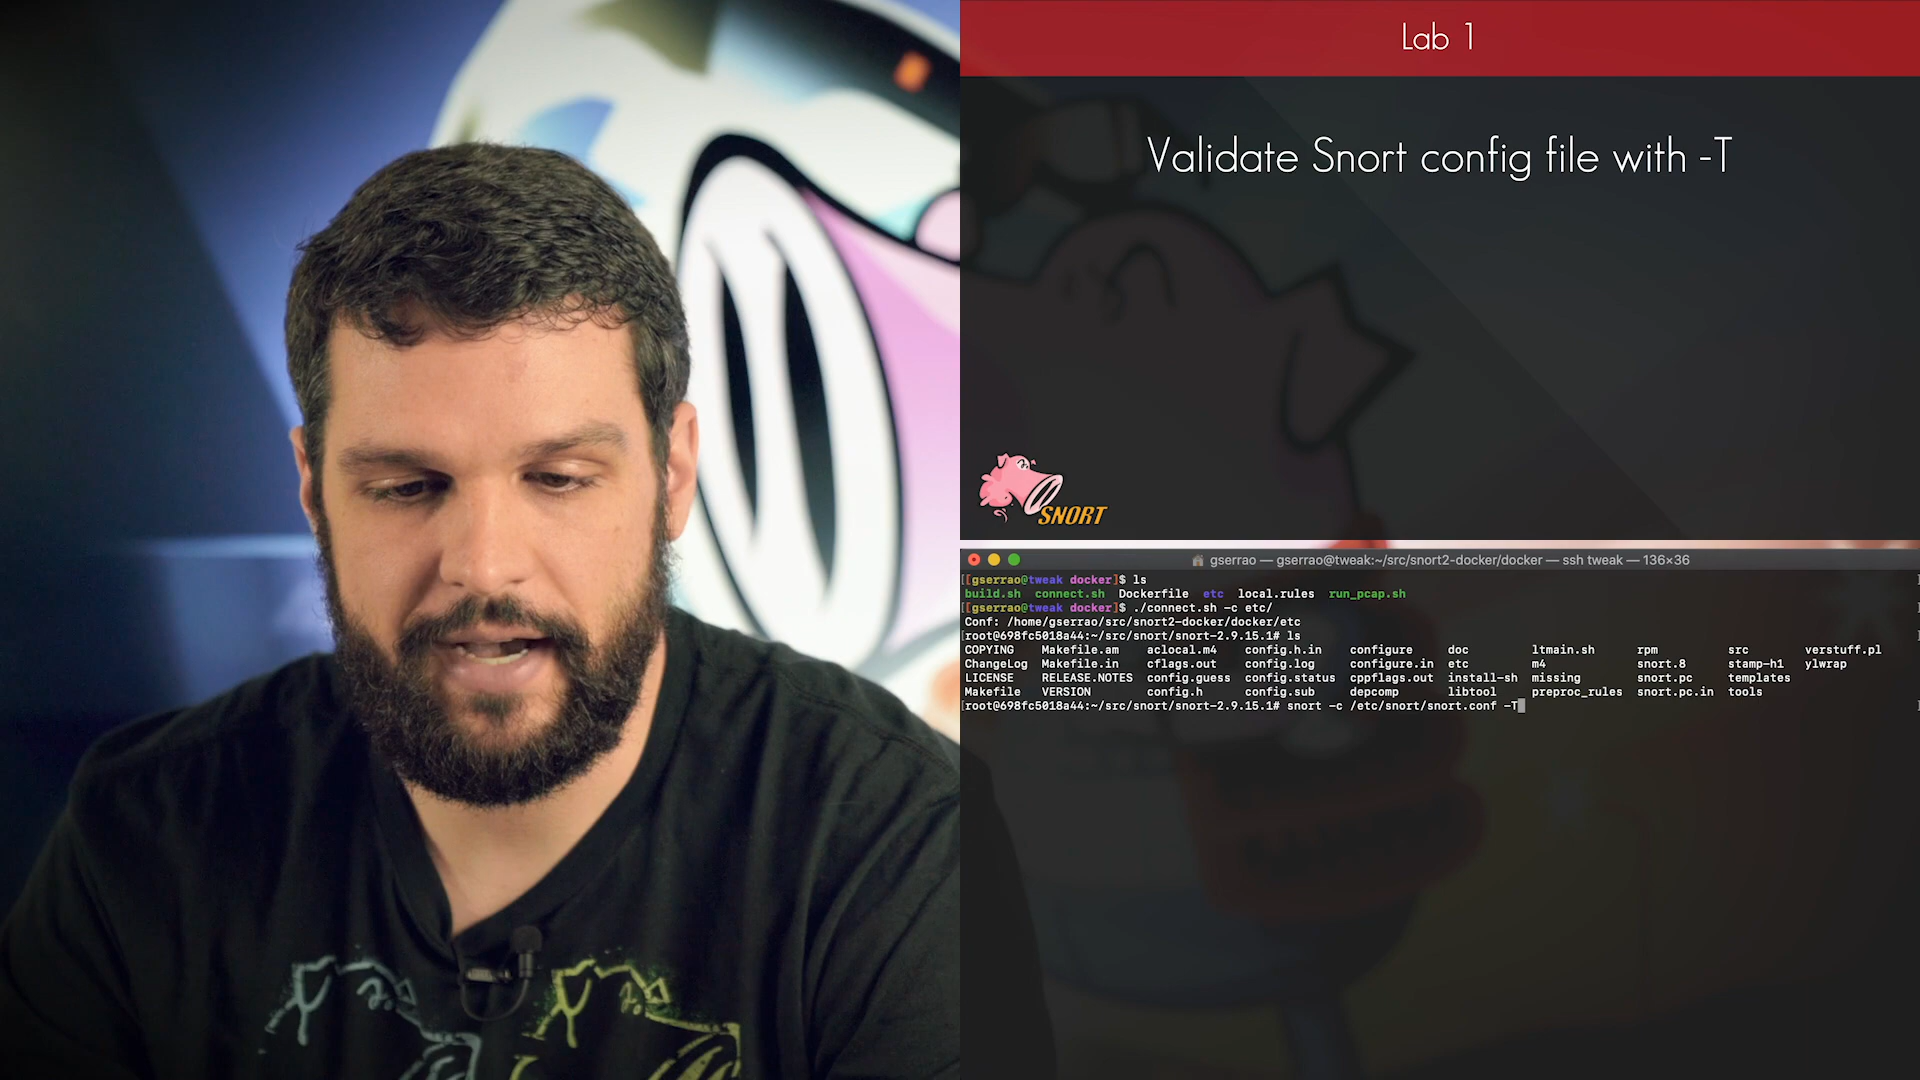 Lab 1
Validate Snort config file with -T
SNORT
gserrao — gserrao@tweak:~/src/snort2-docker/docker — ssh tweak — 136×36
[[gserrao@tweak docker]$ ls
build.sh connect.sh Dockerfile etc local.rules run_pcap.sh
[[gserrao@tweak docker]$ ./connect.sh -c etc/
Conf: /home/gserrao/src/snort2-docker/docker/etc
[root@698fc5018a44:~/src/snort/snort-2.9.15.1# ls
COPYING Makefile.am aclocal.m4 config.h.in configure doc ltmain.sh rpm src verstuff.pl
ChangeLog Makefile.in cflags.out config.log configure.in etc m4 snort.8 stamp-h1 ylwrap
LICENSE RELEASE.NOTES config.guess config.status cppflags.out install-sh missing snort.pc templates
Makefile VERSION config.h config.sub depcomp libtool preproc_rules snort.pc.in tools
[root@698fc5018a44:~/src/snort/snort-2.9.15.1# snort -c /etc/snort/snort.conf -T